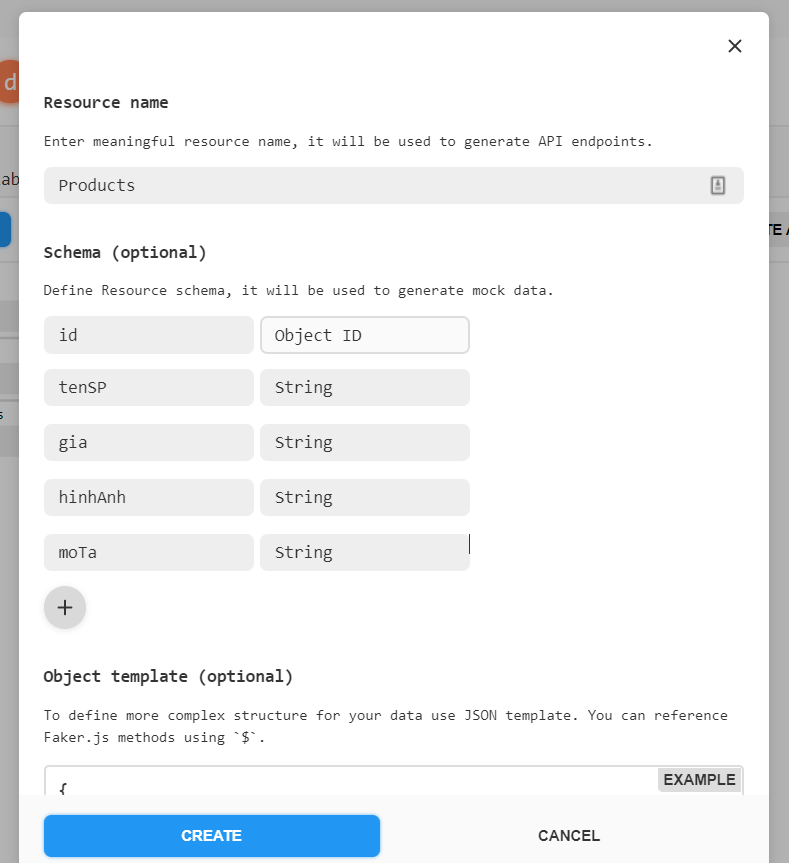 d
Resource name
Enter meaningful resource name, it will be used to generate API endpoints.
Products
Schema (optional)
Define Resource schema, it will be used to generate mock data.
id Object ID
tenSP String
gia String
hinhAnh String
moTa String
+
Object template (optional)
To define more complex structure for your data use JSON template. You can reference
Faker.js methods using `$`.
EXAMPLE
{
CREATE CANCEL